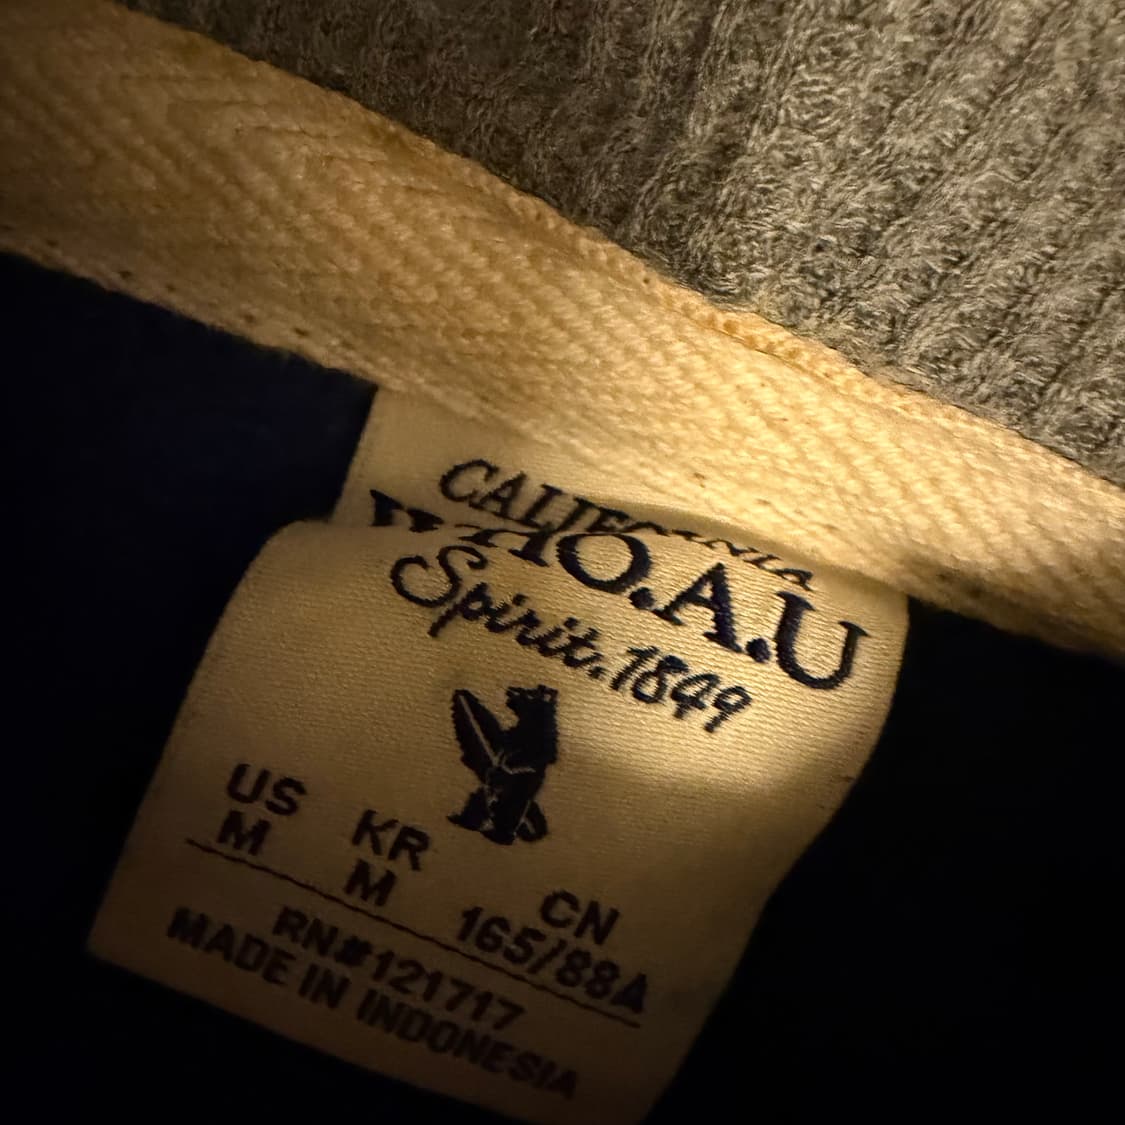 CALIFORNIA
WHO.A.U
Spirit.1849
US KR CN
M M 165/88A
RN#121717
MADE IN INDONESIA